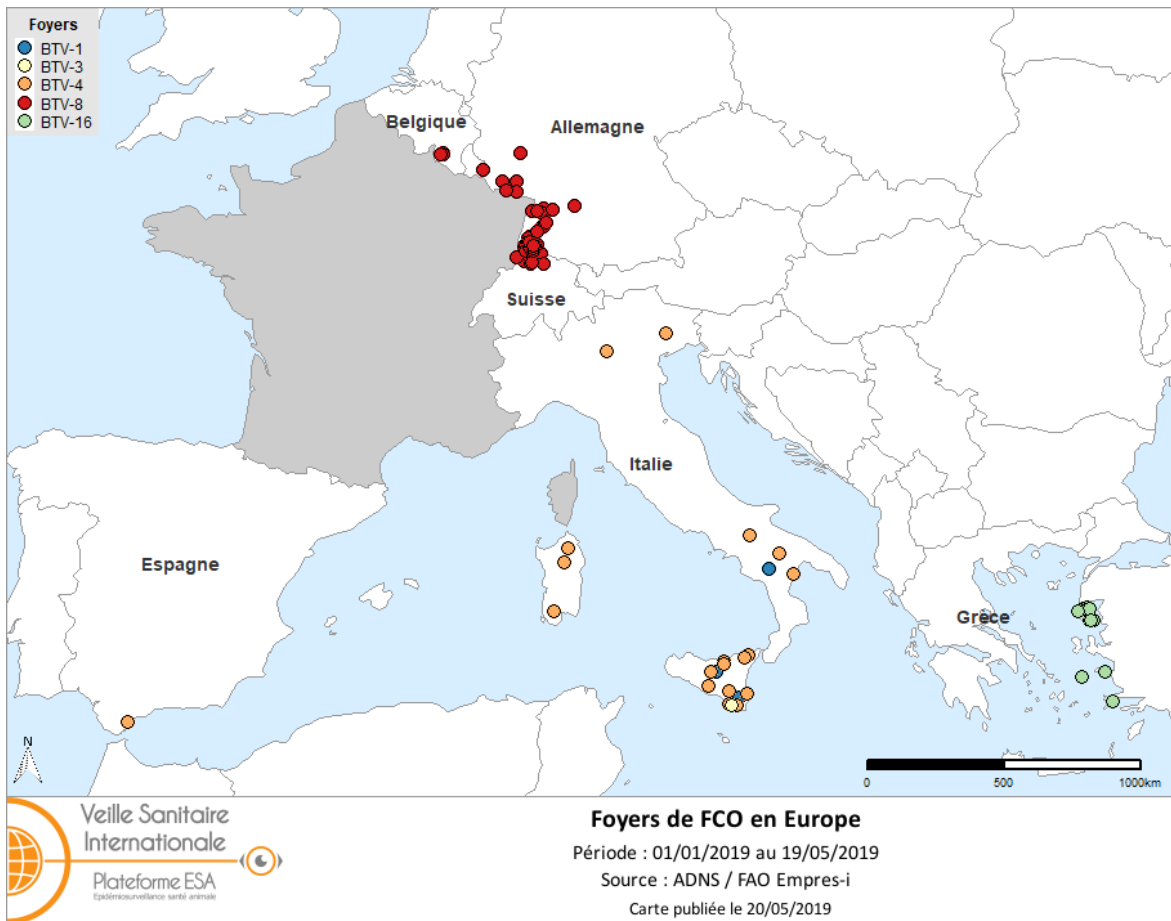 Foyers
BTV-1
BTV-3
BTV-4
BTV-8
BTV-16
Belgique
Allemagne
Suisse
Italie
Espagne
Grèce
N
0 500 1000km
Veille Sanitaire
Internationale
Plateforme ESA
Epidémiosurveillance santé animale
Foyers de FCO en Europe
Période : 01/01/2019 au 19/05/2019
Source : ADNS / FAO Empres-i
Carte publiée le 20/05/2019